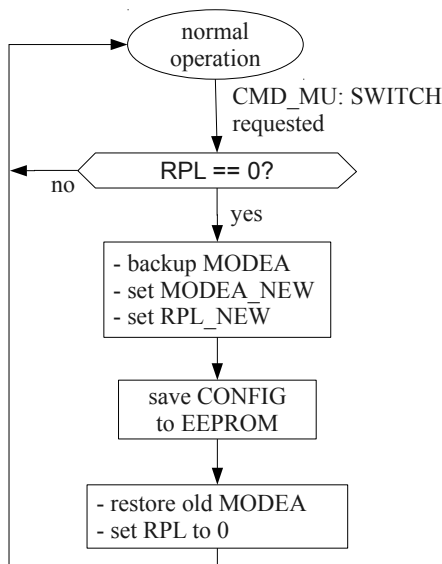 normal
operation
CMD_MU: SWITCH
requested
RPL == 0?
no
yes
- backup MODEA
- set MODEA_NEW
- set RPL_NEW
save CONFIG
to EEPROM
- restore old MODEA
- set RPL to 0